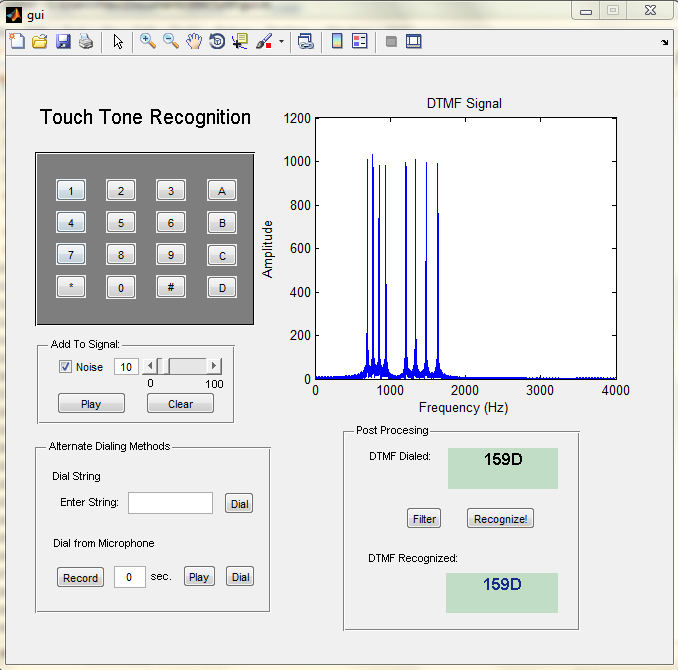 gui
Touch Tone Recognition
1 2 3 A
4 5 6 B
7 8 9 C
* 0 # D
DTMF Signal
1200
1000
800
600
400
200
0
Amplitude
0 1000 2000 3000 4000
Frequency (Hz)
Add To Signal:
Noise 10
0 100
Play Clear
Alternate Dialing Methods
Dial String
Enter String: Dial
Dial from Microphone
Record 0 sec. Play Dial
Post Procesing
DTMF Dialed: 159D
Filter Recognize!
DTMF Recognized:
159D